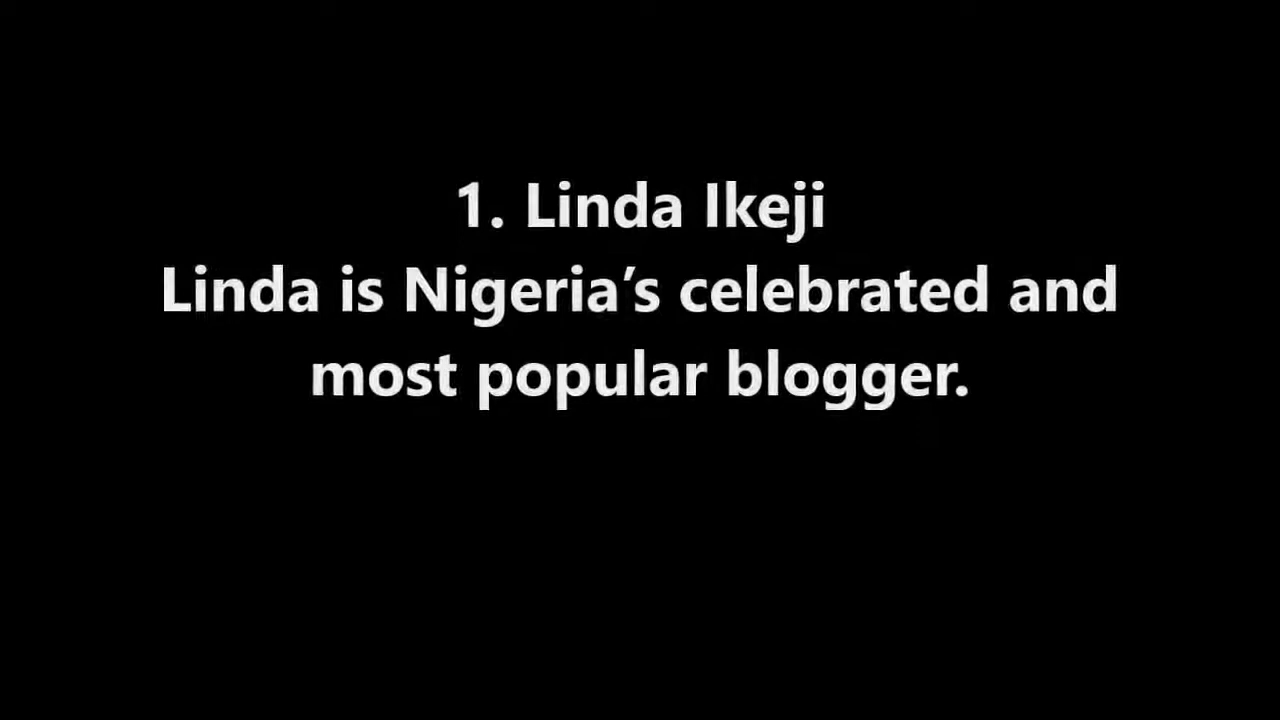 1. Linda Ikeji
Linda is Nigeria’s celebrated and
most popular blogger.